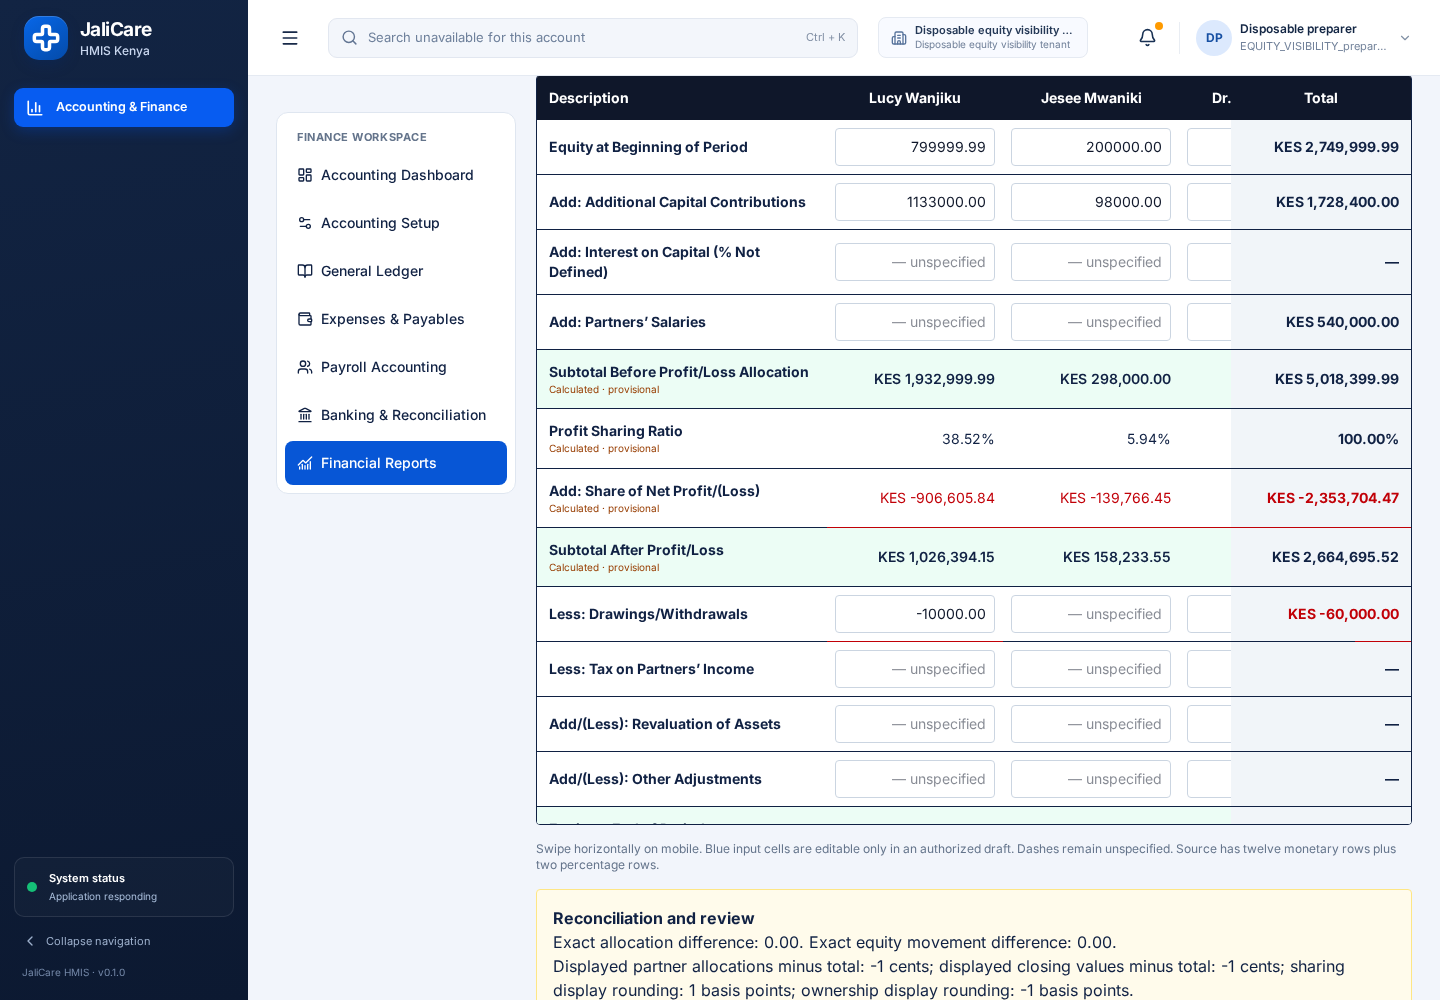 JaliCare
HMIS Kenya
Search unavailable for this account
Ctrl + K
Disposable equity visibility ...
Disposable equity visibility tenant
DP
Disposable preparer
EQUITY_VISIBILITY_prepar...
Accounting & Finance
FINANCE WORKSPACE
Accounting Dashboard
Accounting Setup
General Ledger
Expenses & Payables
Payroll Accounting
Banking & Reconciliation
Financial Reports
Description Lucy Wanjiku Jesee Mwaniki Dr. Total
Equity at Beginning of Period 799999.99 200000.00 KES 2,749,999.99
Add: Additional Capital Contributions 1133000.00 98000.00 KES 1,728,400.00
Add: Interest on Capital (% Not
Defined) — unspecified — unspecified —
Add: Partners’ Salaries — unspecified — unspecified KES 540,000.00
Subtotal Before Profit/Loss Allocation KES 1,932,999.99 KES 298,000.00 KES 5,018,399.99
Calculated · provisional
Profit Sharing Ratio 38.52% 5.94% 100.00%
Calculated · provisional
Add: Share of Net Profit/(Loss) KES -906,605.84 KES -139,766.45 KES -2,353,704.47
Calculated · provisional
Subtotal After Profit/Loss KES 1,026,394.15 KES 158,233.55 KES 2,664,695.52
Calculated · provisional
Less: Drawings/Withdrawals -10000.00 — unspecified KES -60,000.00
Less: Tax on Partners’ Income — unspecified — unspecified —
Add/(Less): Revaluation of Assets — unspecified — unspecified —
Add/(Less): Other Adjustments — unspecified — unspecified —
Swipe horizontally on mobile. Blue input cells are editable only in an authorized draft. Dashes remain unspecified. Source has twelve monetary rows plus
two percentage rows.
Reconciliation and review
Exact allocation difference: 0.00. Exact equity movement difference: 0.00.
Displayed partner allocations minus total: -1 cents; displayed closing values minus total: -1 cents; sharing
display rounding: 1 basis points; ownership display rounding: -1 basis points.
System status
Application responding
Collapse navigation
JaliCare HMIS · v0.1.0